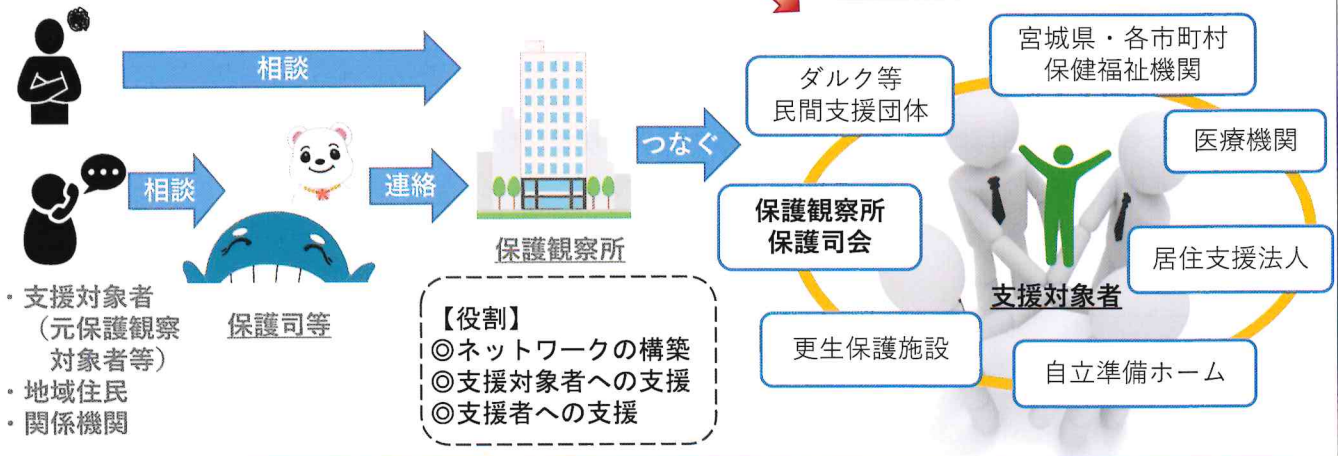 相談
相談
連絡
つなぐ
・支援対象者
（元保護観察
対象者等）
・地域住民
・関係機関
保護司等
保護観察所
【役割】
◎ネットワークの構築
◎支援対象者への支援
◎支援者への支援
宮城県・各市町村
保健福祉機関
ダルク等
民間支援団体
医療機関
保護観察所
保護司会
居住支援法人
支援対象者
更生保護施設
自立準備ホーム